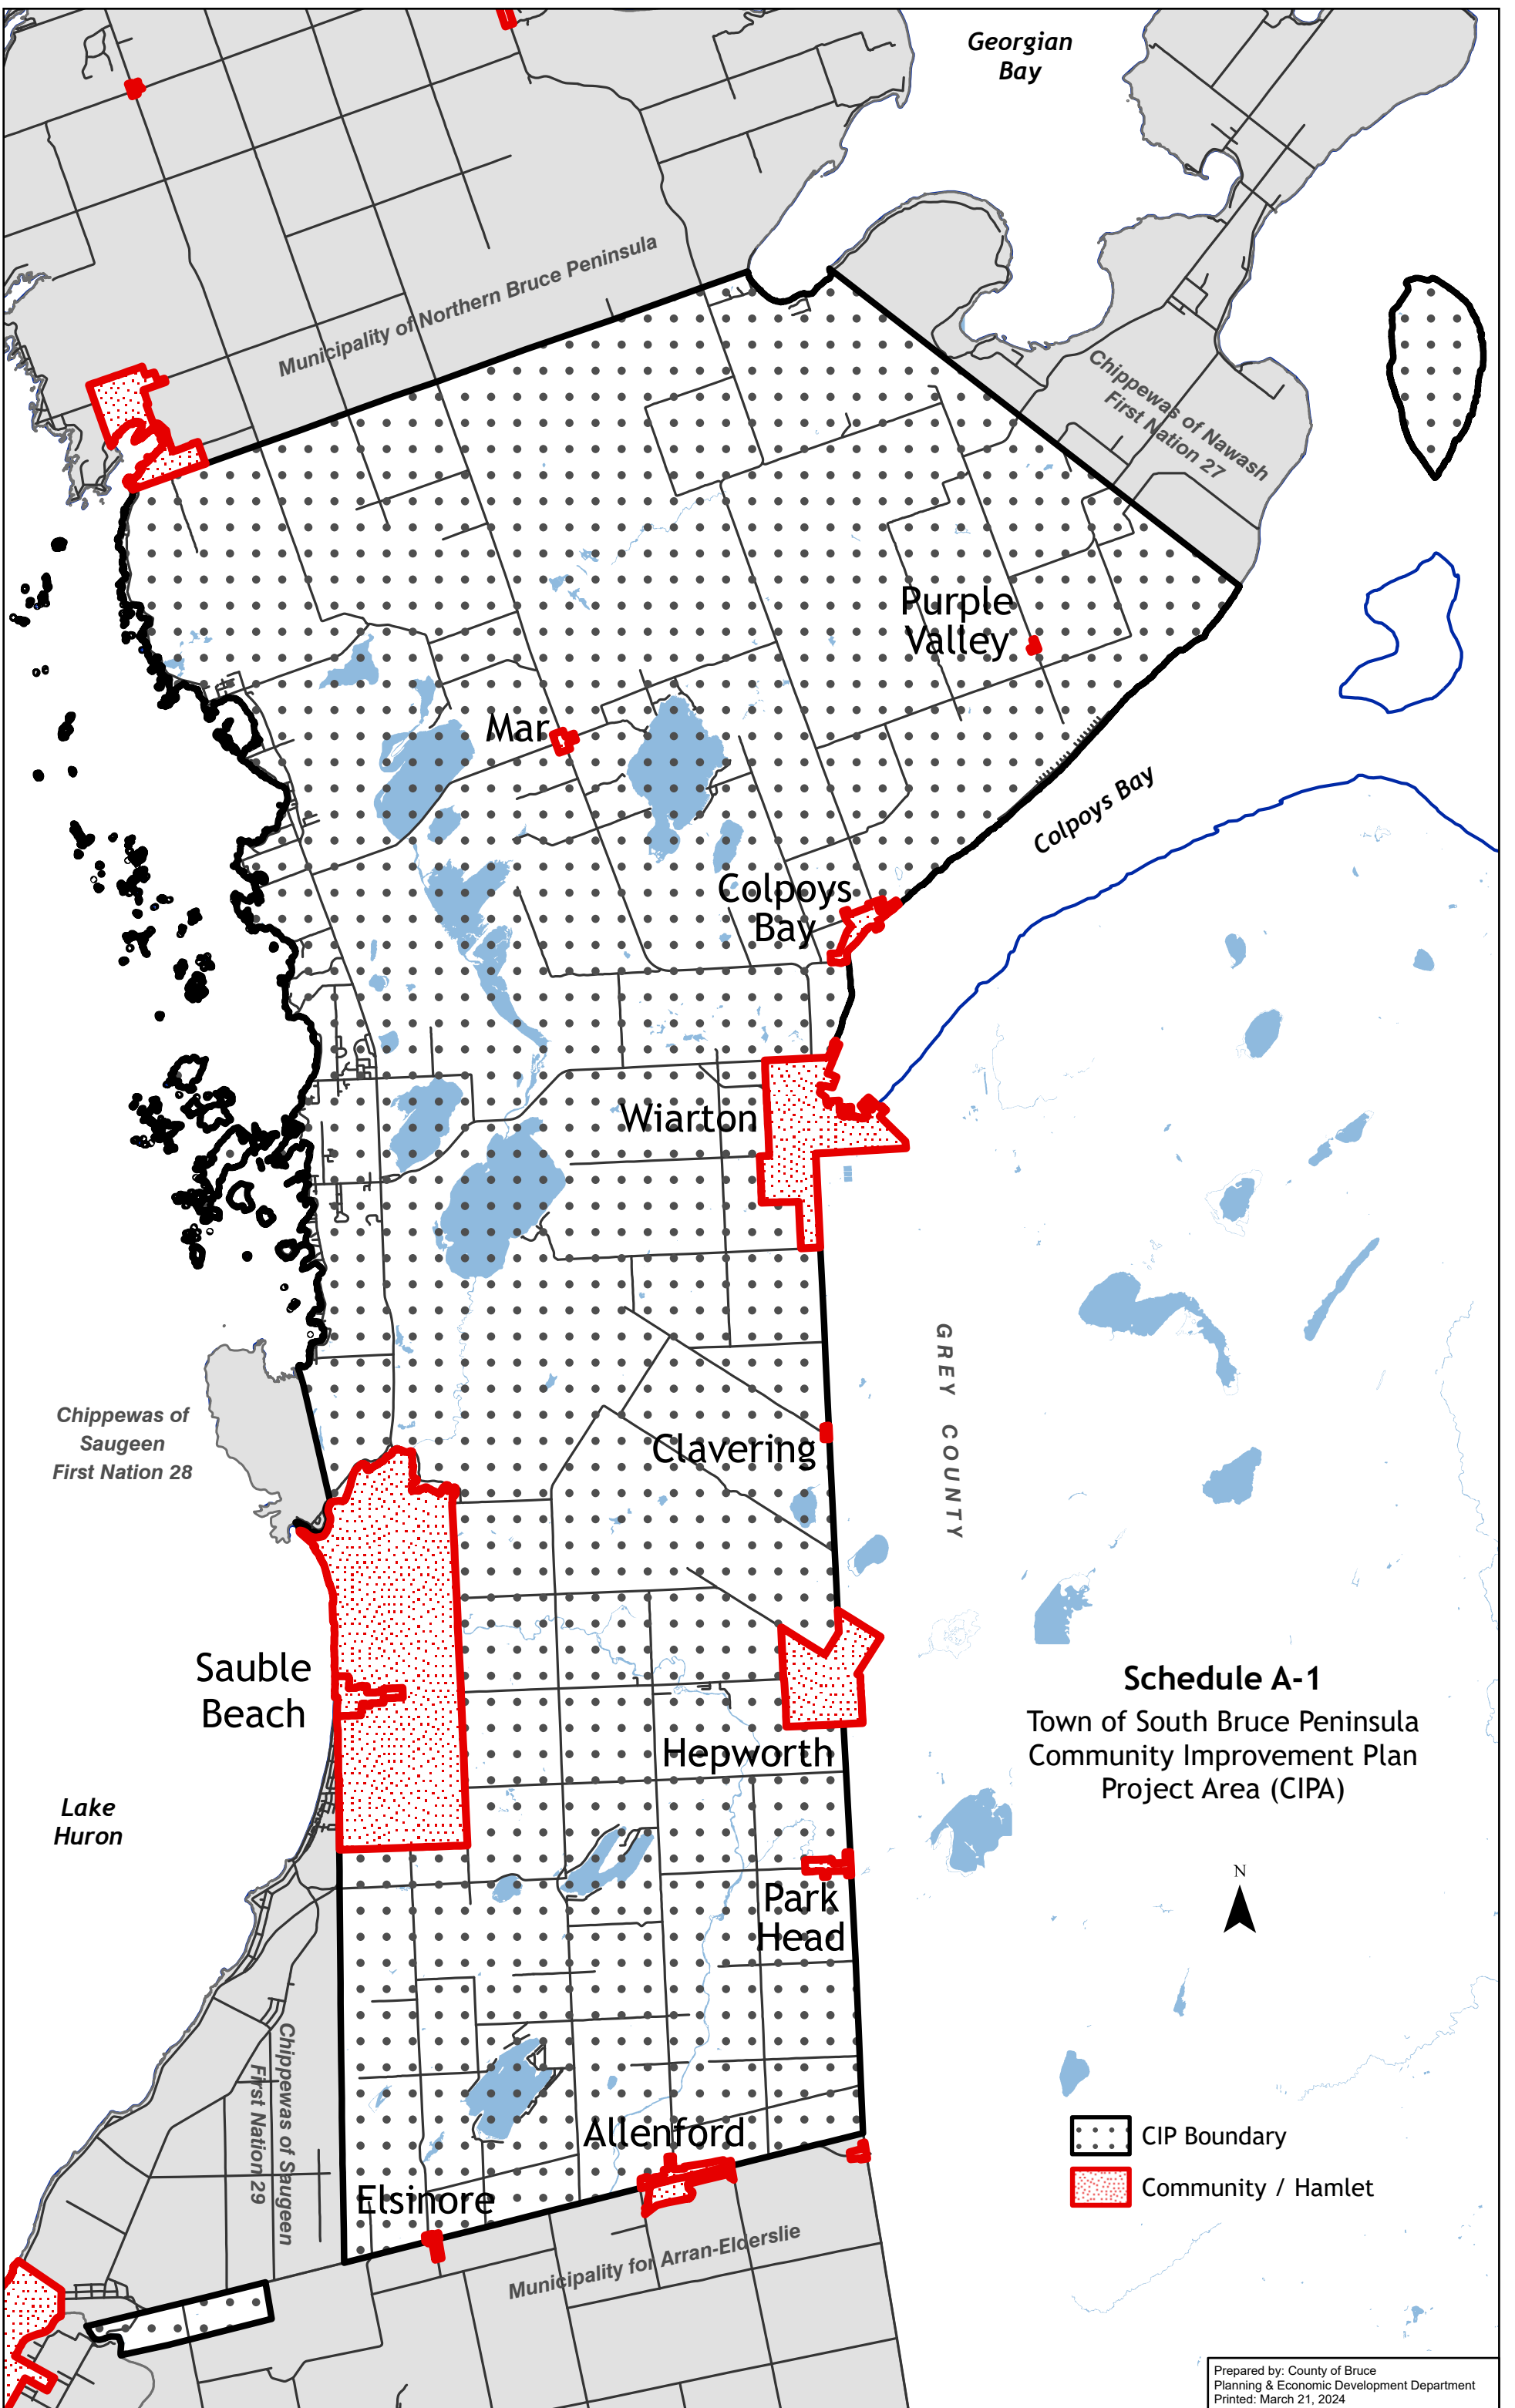 Georgian
Bay
Municipality of Northern Bruce Peninsula
Chippewas of Nawash
First Nation 27
Purple
Valley
Mar
Colpoys Bay
Colpoys
Bay
Wiarton
GREY COUNTY
Chippewas of
Saugeen
First Nation 28
Clavering
Sauble
Beach
Schedule A-1
Town of South Bruce Peninsula
Community Improvement Plan
Project Area (CIPA)
Hepworth
Lake
Huron
N
Park
Head
Chippewas of Saugeen
First Nation 29
Allenford
CIP Boundary
Community / Hamlet
Elsinore
Municipality for Arran-Elderslie
Prepared by: County of Bruce
Planning & Economic Development Department
Printed: March 21, 2024